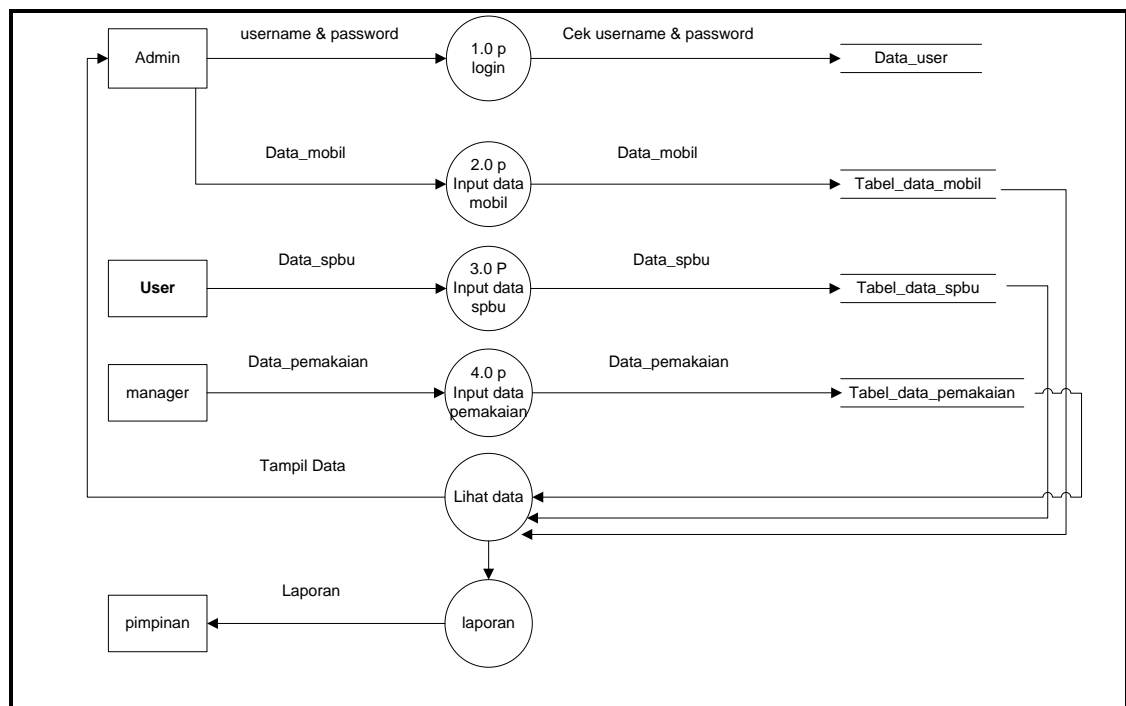 username & password
Cek username & password
Admin
1.0 p
login
Data_user
Data_mobil
Data_mobil
2.0 p
Input data
mobil
Tabel_data_mobil
Data_spbu
Data_spbu
User
3.0 P
Input data
spbu
Tabel_data_spbu
Data_pemakaian
Data_pemakaian
manager
4.0 p
Input data
pemakaian
Tabel_data_pemakaian
Tampil Data
Lihat data
Laporan
pimpinan
laporan